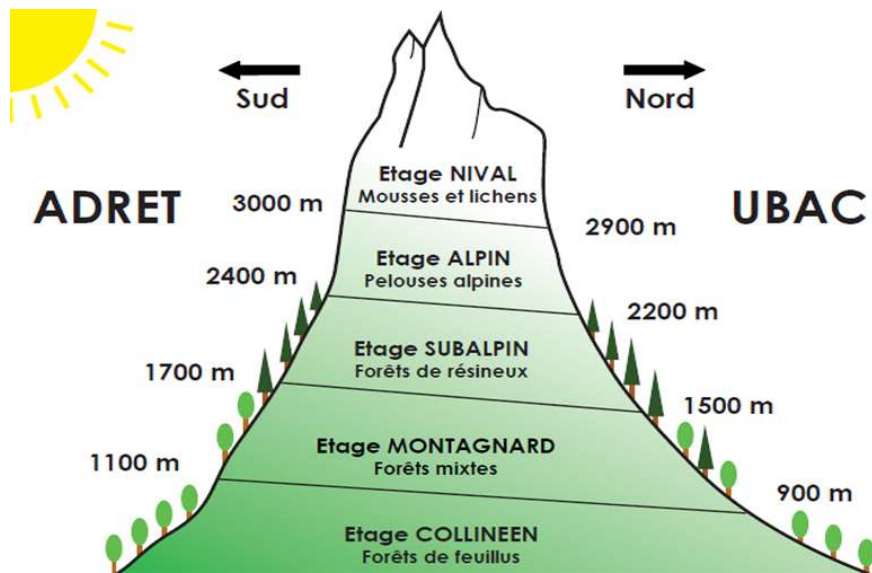 Sud
Nord
ADRET
UBAC
Etage NIVAL
Mousses et lichens
3000 m
2900 m
Etage ALPIN
Pelouses alpines
2400 m
2200 m
Etage SUBALPIN
Forêts de résineux
1700 m
1500 m
Etage MONTAGNARD
Forêts mixtes
1100 m
900 m
Etage COLLINEEN
Forêts de feuillus